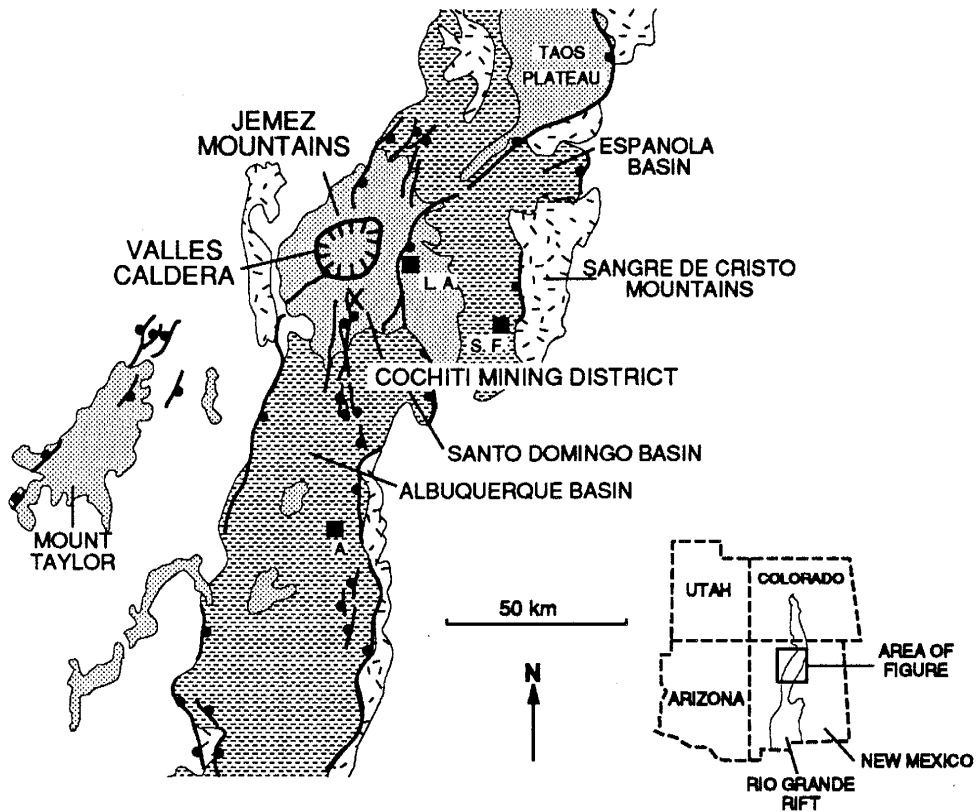 TAOS
PLATEAU
JEMEZ
MOUNTAINS
ESPANOLA
BASIN
VALLES
CALDERA
L. A.
SANGRE DE CRISTO
MOUNTAINS
S. F.
COCHITI MINING DISTRICT
SANTO DOMINGO BASIN
ALBUQUERQUE BASIN
MOUNT
TAYLOR
A.
50 km
N
UTAH
COLORADO
AREA OF
FIGURE
ARIZONA
NEW MEXICO
RIO GRANDE
RIFT